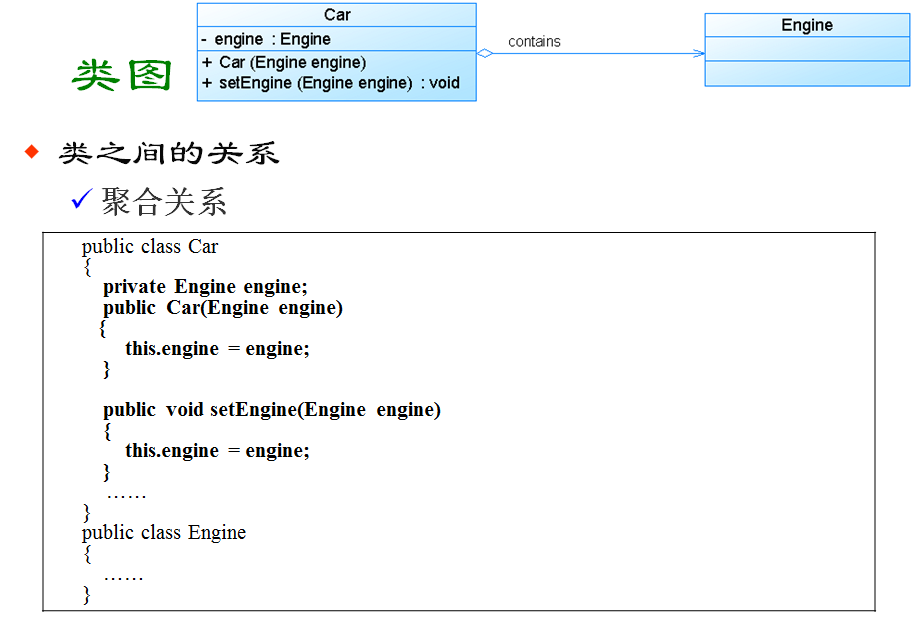 Car
- engine : Engine
+ Car (Engine engine)
+ setEngine (Engine engine) : void
contains
Engine
类图
类之间的关系
聚合关系
public class Car
{
private Engine engine;
public Car(Engine engine)
{
this.engine = engine;
}
public void setEngine(Engine engine)
{
this.engine = engine;
}
……
}
public class Engine
{
……
}